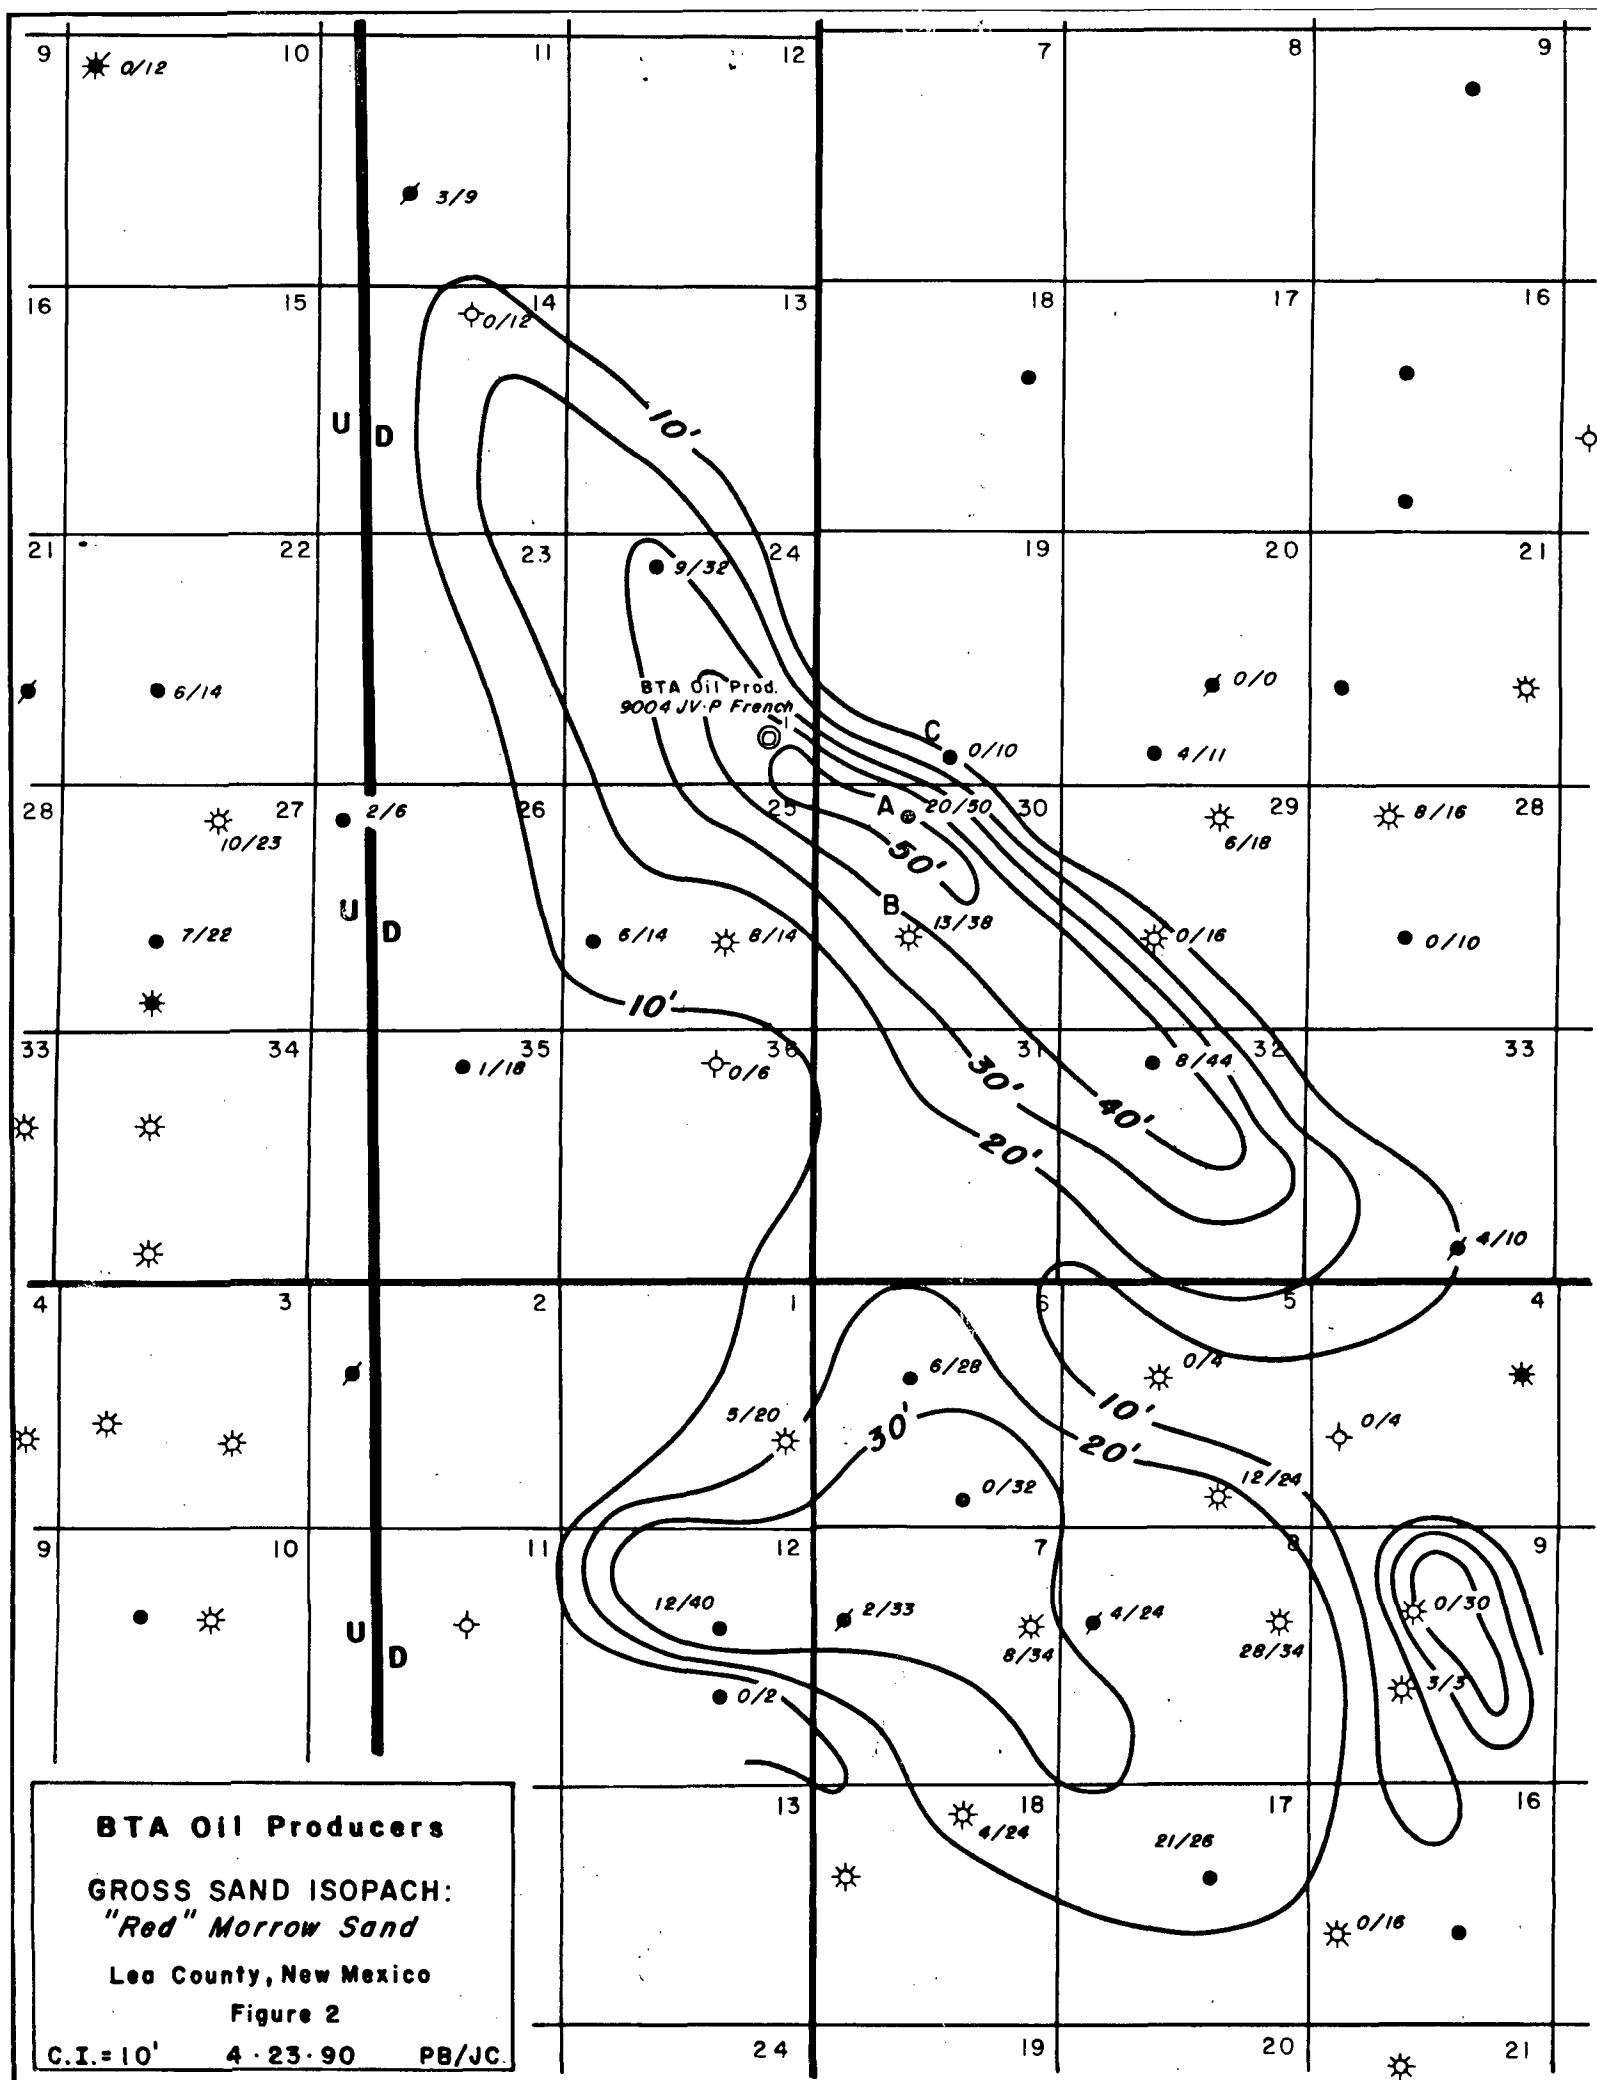 9 10 11 12 7 8 9
0/12
3/9
16 15 14 13 18 17 16
0/12
10'
U D
21 22 23 24 19 20 21
9/32
6/14
BTA Oil Prod.
9004 JV-P French
1
0/0
C
0/10
4/11
28 27 26 25 30 29 28
2/6
A
20/50
8/16
10/23
6/18
50'
U D
B
13/38
7/22
6/14
8/14
0/16
0/10
10'
33 34 35 36 31 32 33
1/18
0/6
30'
8/44
40'
20'
4/10
4 3 2 1 6 5 4
6/28
0/4
5/20
30'
10'
0/4
20'
12/24
0/32
9 10 11 12 7 8 9
12/40
2/33
4/24
0/30
U D
8/34
28/34
0/2
3/3
13 18 17 16
4/24
21/26
0/16
24 19 20 21
BTA Oil Producers
GROSS SAND ISOPACH:
"Red" Morrow Sand
Lea County, New Mexico
Figure 2
C.I.=10' 4·23·90 PB/JC.